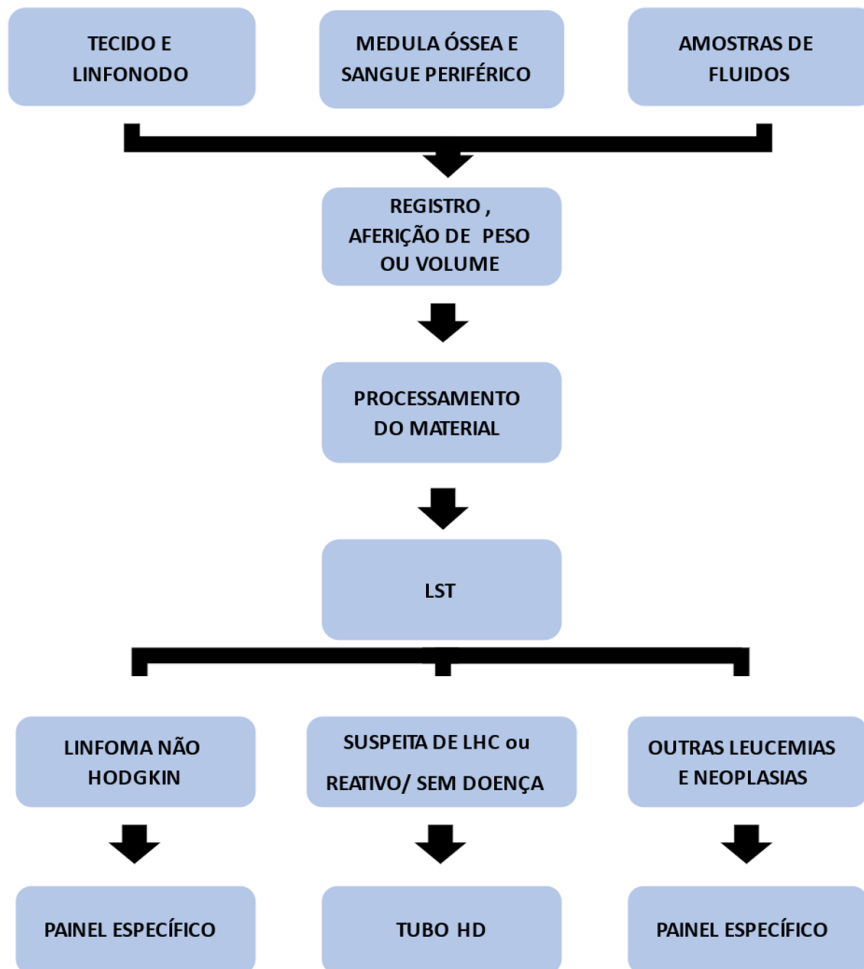 TECIDO E
LINFONODO
MEDULA ÓSSEA E
SANGUE PERIFÉRICO
AMOSTRAS DE
FLUIDOS
REGISTRO ,
AFERIÇÃO DE PESO
OU VOLUME
PROCESSAMENTO
DO MATERIAL
LST
LINFOMA NÃO
HODGKIN
SUSPEITA DE LHC ou
REATIVO/ SEM DOENÇA
OUTRAS LEUCEMIAS
E NEOPLASIAS
PAINEL ESPECÍFICO
TUBO HD
PAINEL ESPECÍFICO